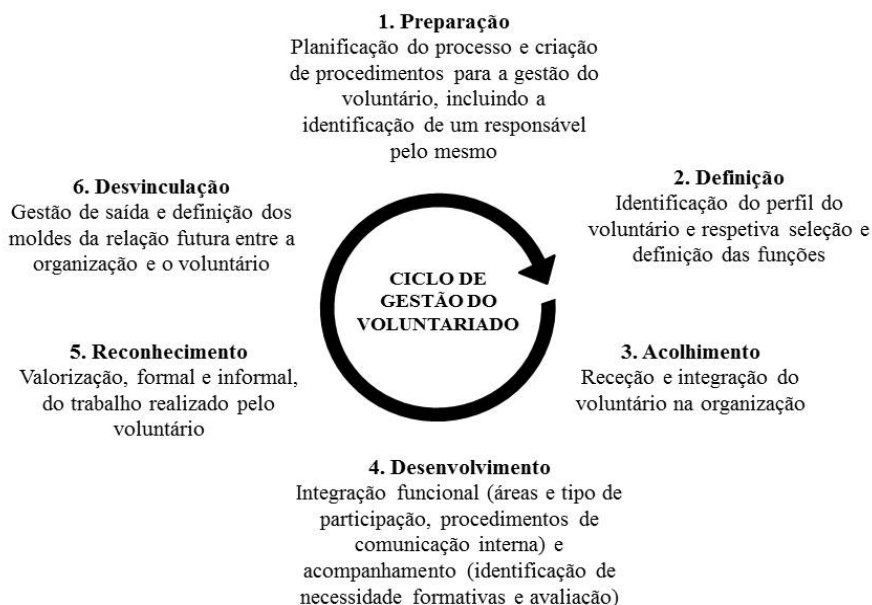 1. Preparação
Planificação do processo e criação
de procedimentos para a gestão do
voluntário, incluindo a
identificação de um responsável
pelo mesmo
2. Definição
Identificação do perfil do
voluntário e respetiva seleção e
definição das funções
3. Acolhimento
Receção e integração do
voluntário na organização
4. Desenvolvimento
Integração funcional (áreas e tipo de
participação, procedimentos de
comunicação interna) e
acompanhamento (identificação de
necessidade formativas e avaliação)
5. Reconhecimento
Valorização, formal e informal,
do trabalho realizado pelo
voluntário
6. Desvinculação
Gestão de saída e definição dos
moldes da relação futura entre a
organização e o voluntário
CICLO DE
GESTÃO DO
VOLUNTARIADO